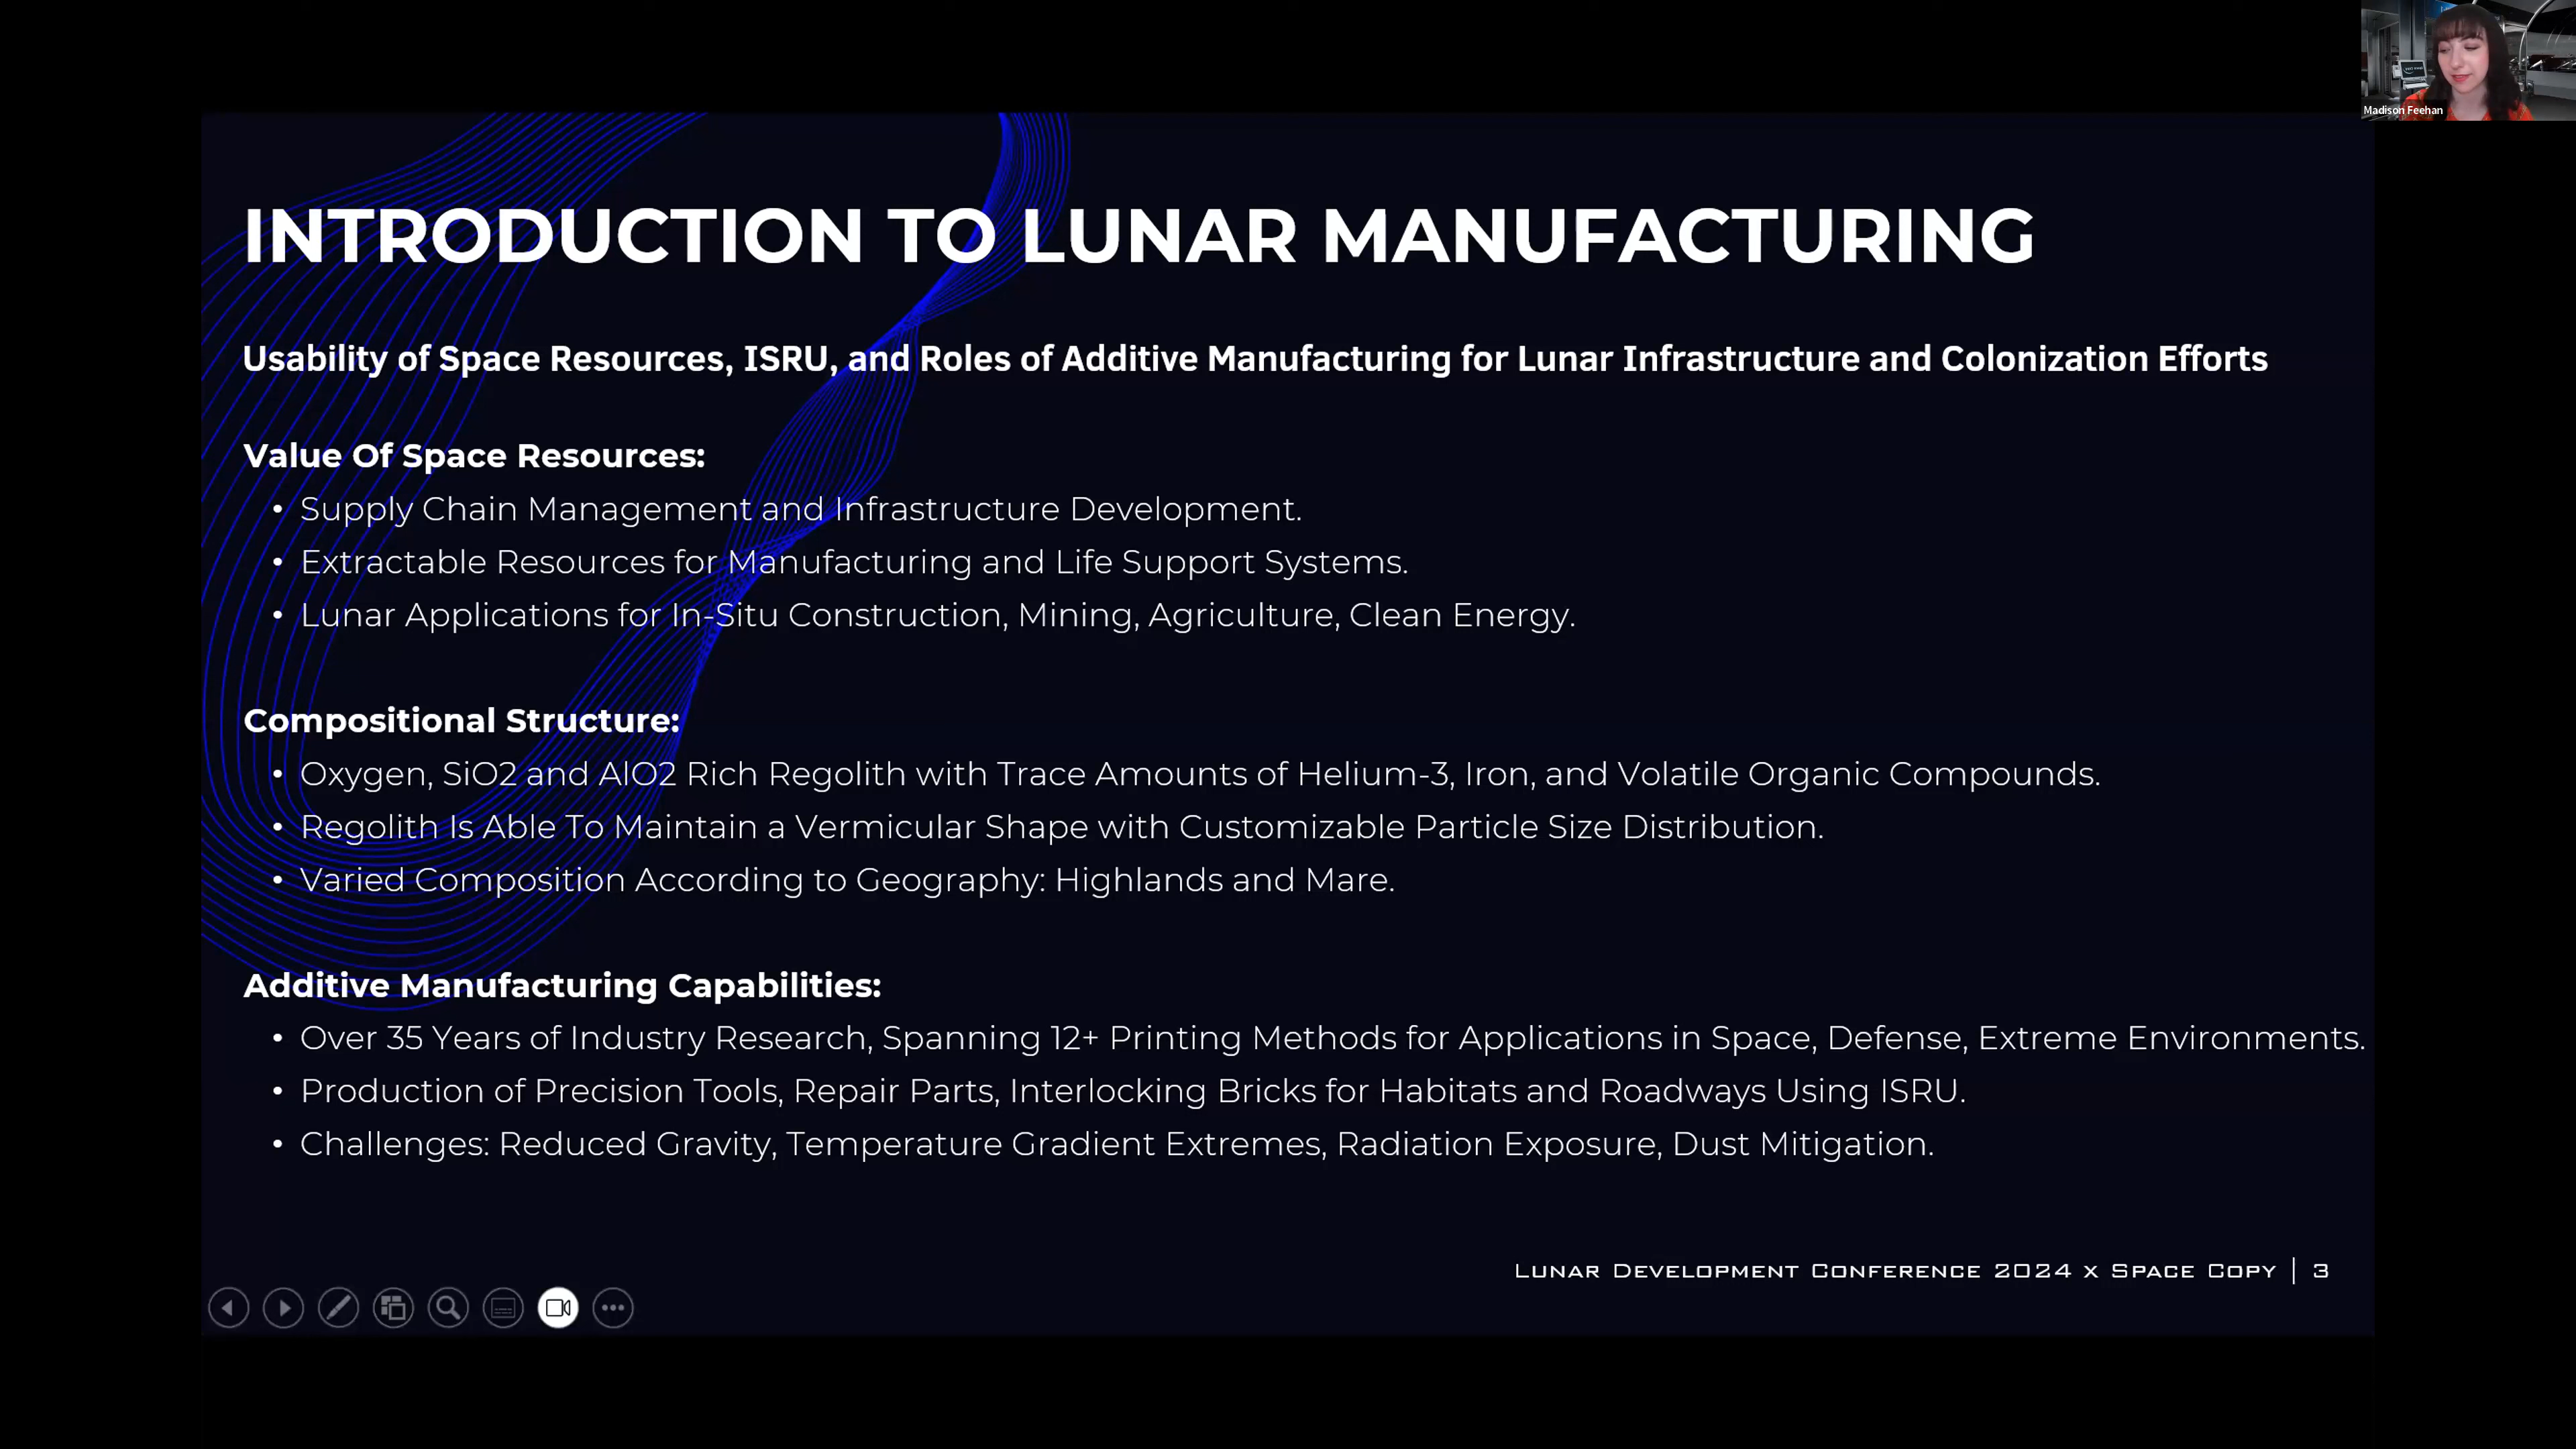 Madison Feehan
INTRODUCTION TO LUNAR MANUFACTURING
Usability of Space Resources, ISRU, and Roles of Additive Manufacturing for Lunar Infrastructure and Colonization Efforts
Value Of Space Resources:
• Supply Chain Management and Infrastructure Development.
• Extractable Resources for Manufacturing and Life Support Systems.
• Lunar Applications for In-Situ Construction, Mining, Agriculture, Clean Energy.
Compositional Structure:
• Oxygen, SiO2 and AlO2 Rich Regolith with Trace Amounts of Helium-3, Iron, and Volatile Organic Compounds.
• Regolith Is Able To Maintain a Vermicular Shape with Customizable Particle Size Distribution.
• Varied Composition According to Geography: Highlands and Mare.
Additive Manufacturing Capabilities:
• Over 35 Years of Industry Research, Spanning 12+ Printing Methods for Applications in Space, Defense, Extreme Environments.
• Production of Precision Tools, Repair Parts, Interlocking Bricks for Habitats and Roadways Using ISRU.
• Challenges: Reduced Gravity, Temperature Gradient Extremes, Radiation Exposure, Dust Mitigation.
Lunar Development Conference 2024 x Space Copy | 3